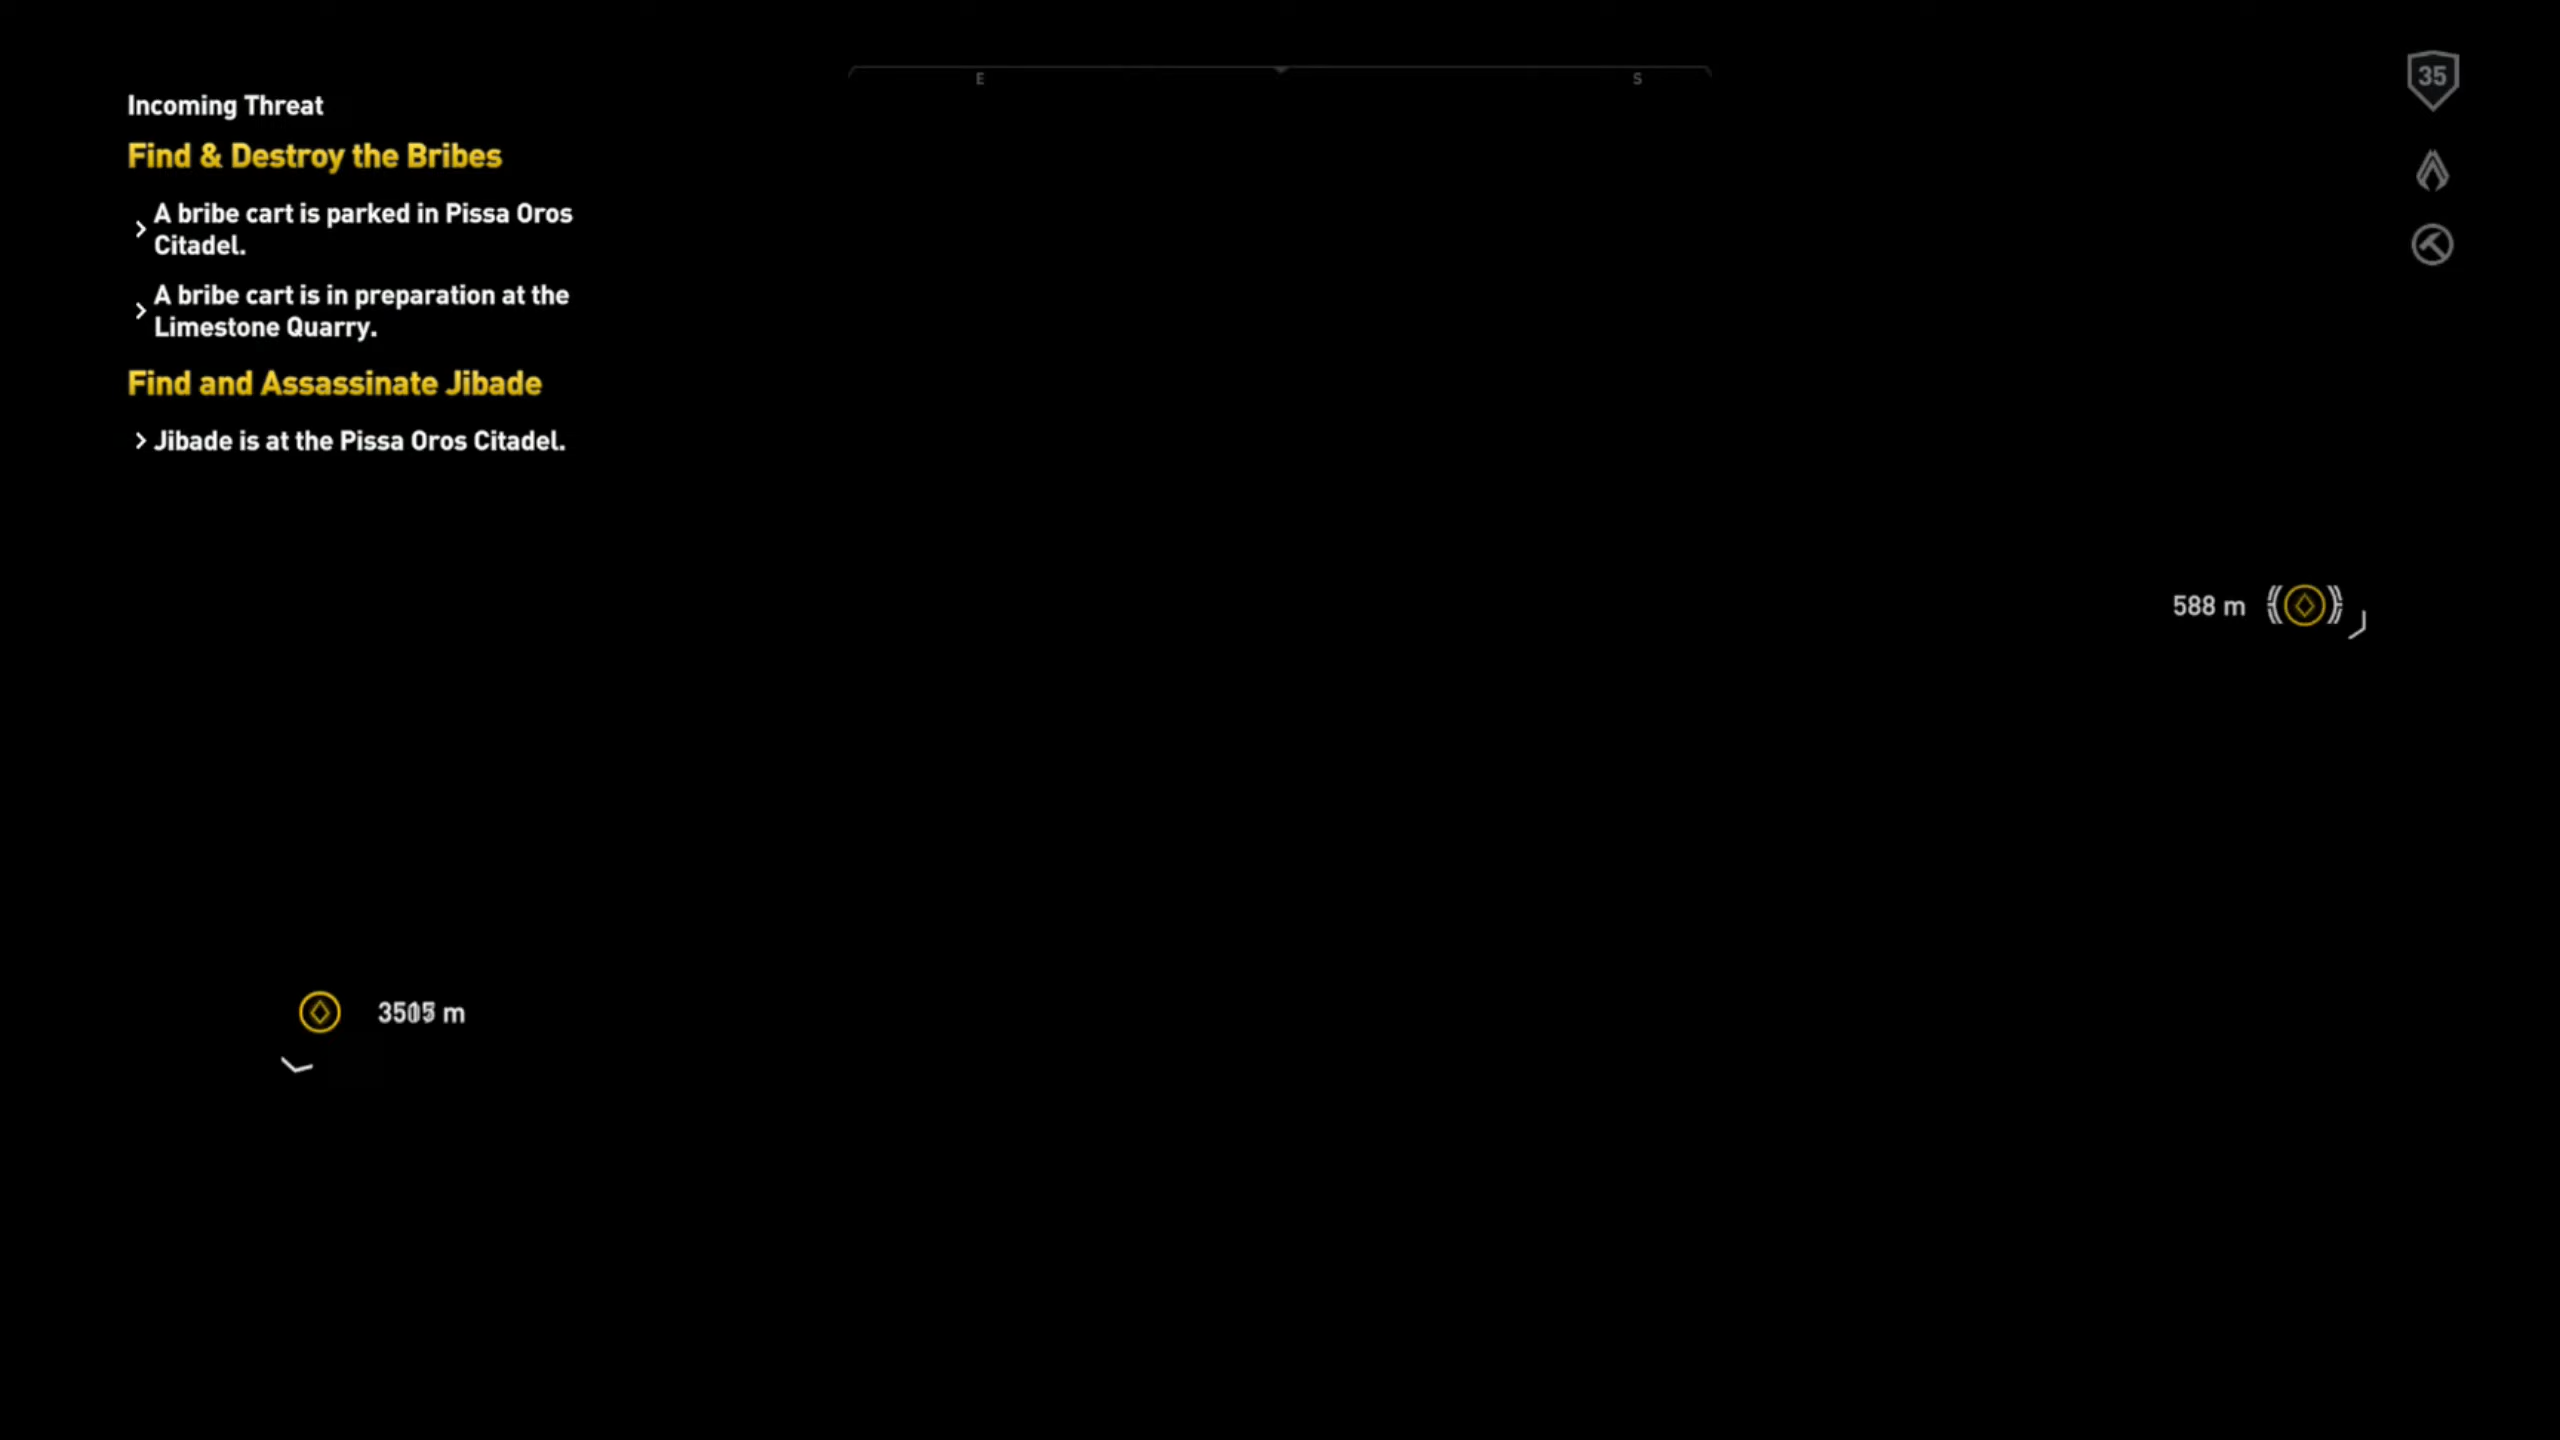 E
S
35
Incoming Threat
Find & Destroy the Bribes
A bribe cart is parked in Pissa Oros
Citadel.
A bribe cart is in preparation at the
Limestone Quarry.
Find and Assassinate Jibade
Jibade is at the Pissa Oros Citadel.
588 m
m